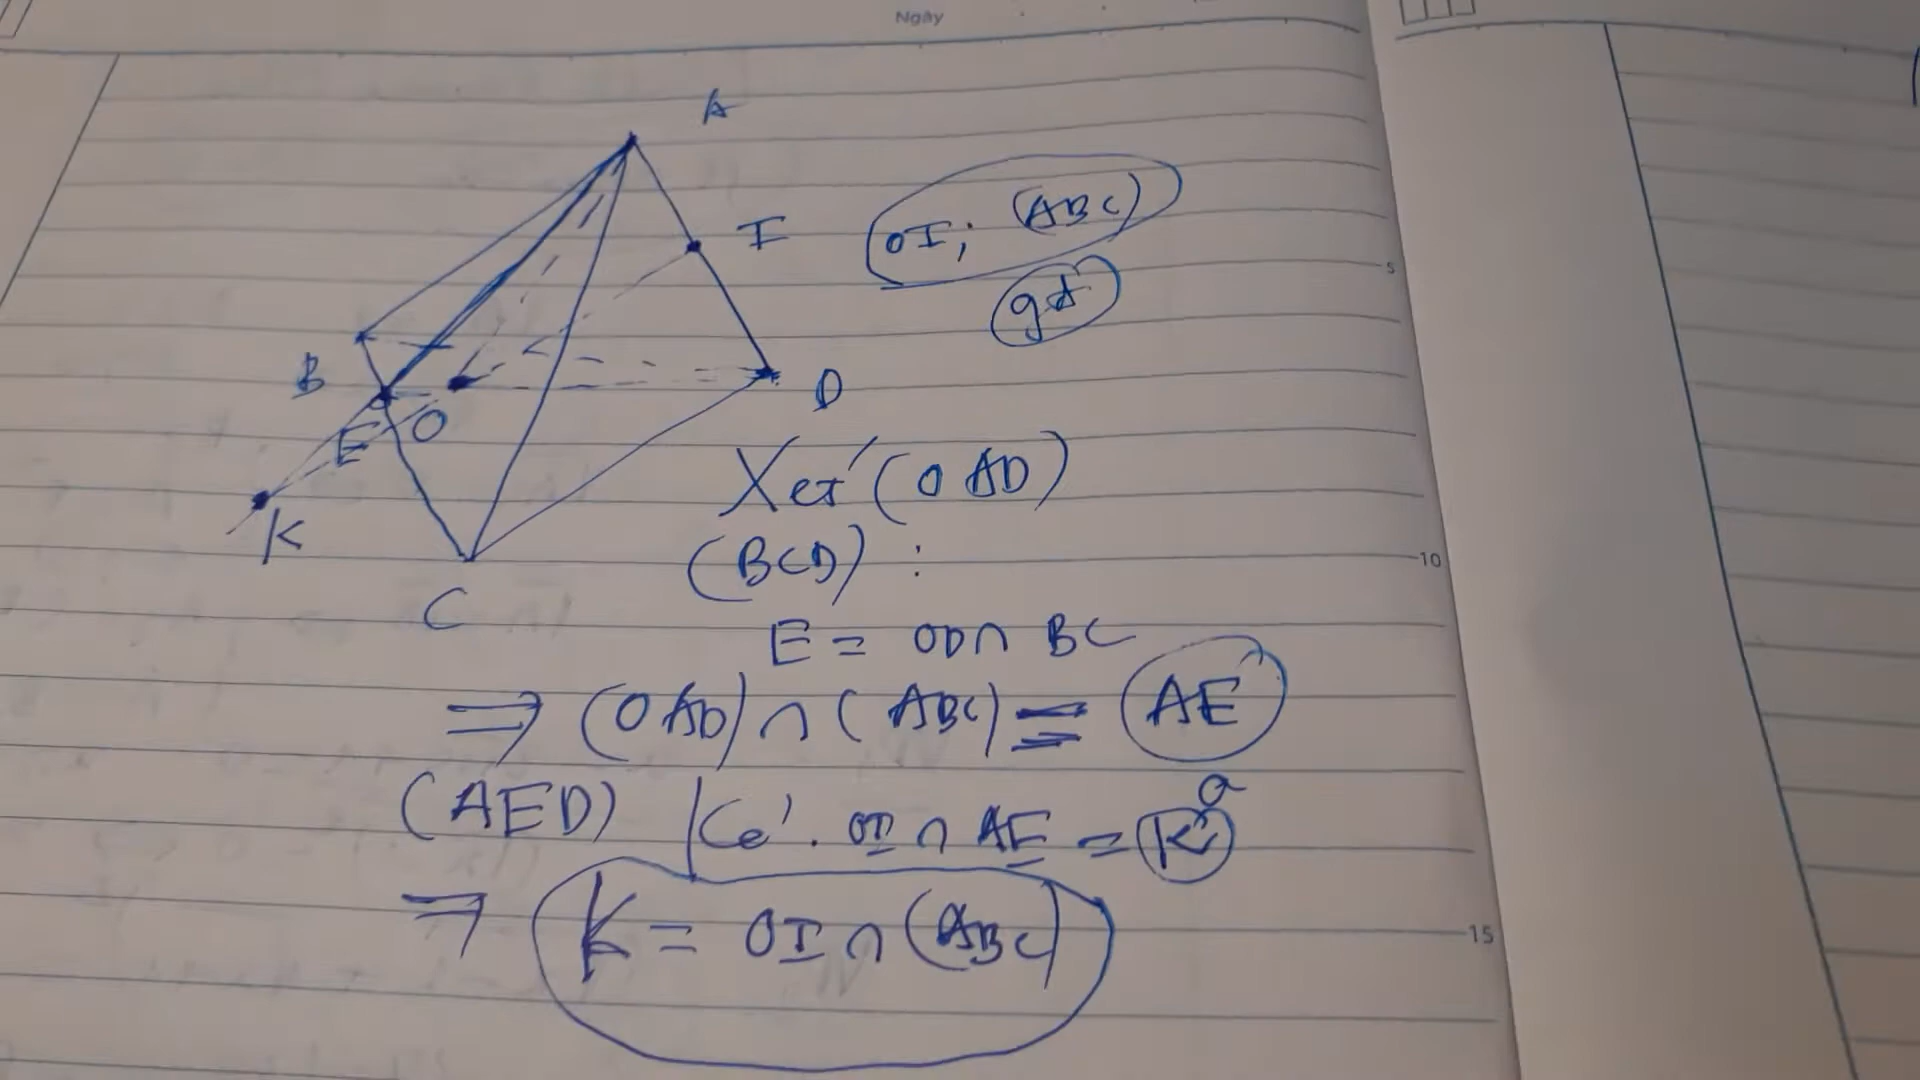 Ngày
A
I
OI; (ABC)
gđ
5
B
D
E
O
K
C
Xét (OAD)
(BCD) :
10
E = OD∩ BC
⇒ (OAD) ∩ (ABC) = AE
(AED) Kẻ . OI ∩ AE = K
⇒ K = OI ∩ (ABC)
15